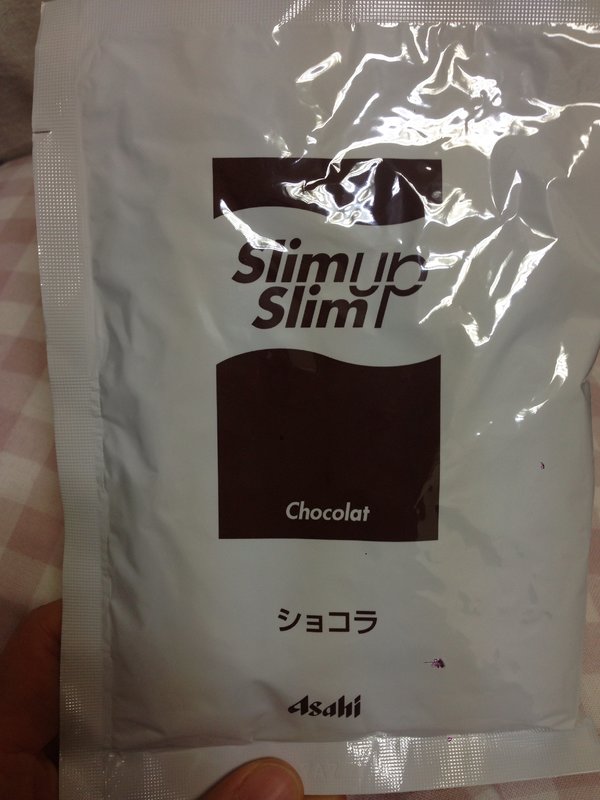 Slim up
Slim
Chocolat
ショコラ
Asahi